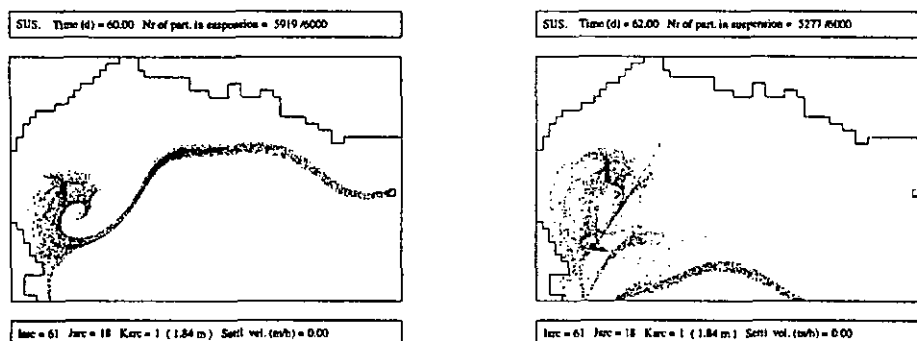 SUS. Time (d) = 60.00 Nr of part. in suspension = 5919 /6000
SUS. Time (d) = 62.00 Nr of part. in suspension = 5277 /6000
Isrc = 61 Jsrc = 18 Ksrc = 1 ( 1.84 m ) Settl vel. (m/h) = 0.00
Isrc = 61 Jsrc = 18 Ksrc = 1 ( 1.84 m ) Settl vel. (m/h) = 0.00